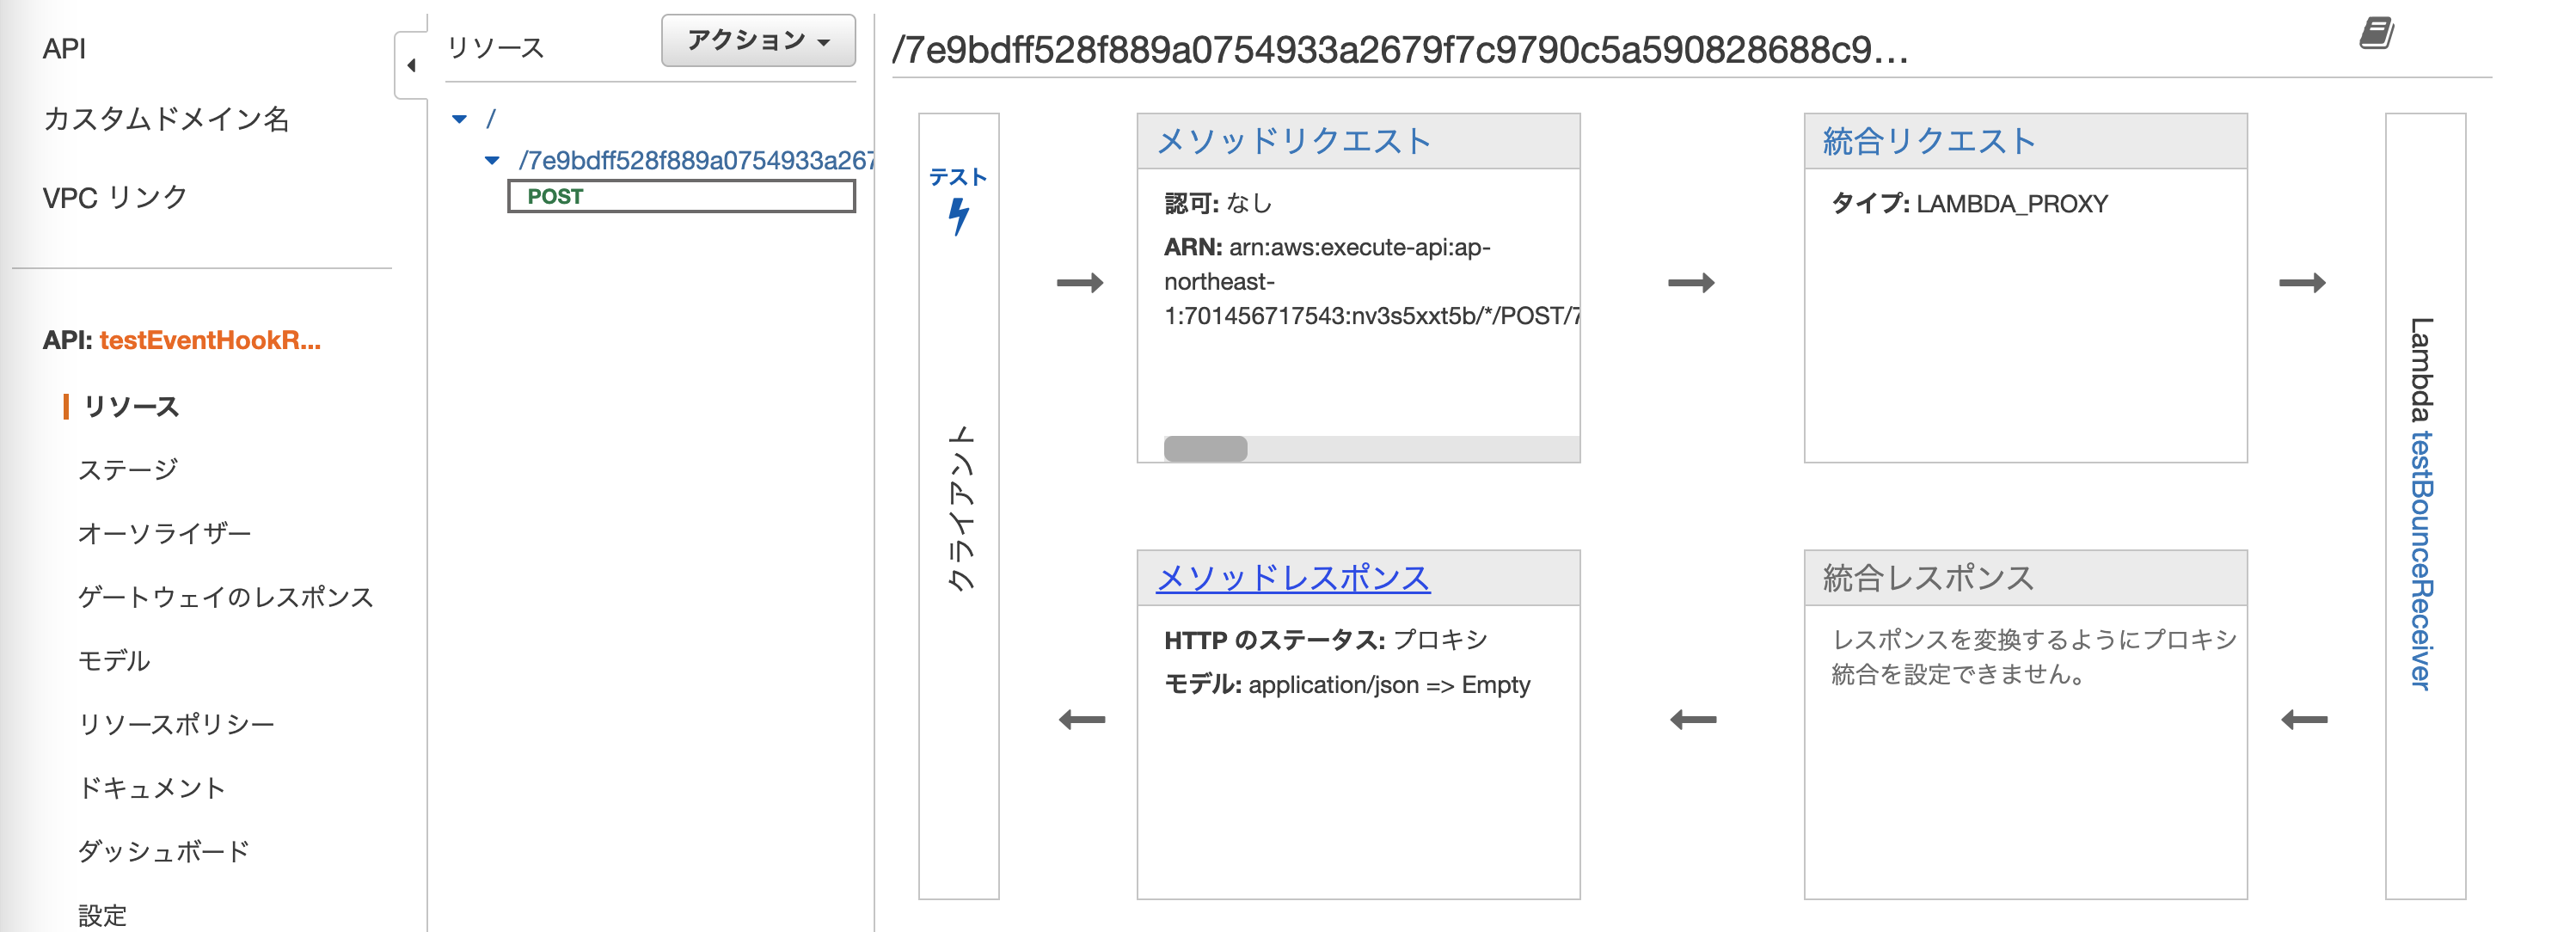 API
カスタムドメイン名
VPC リンク
API: testEventHookR...
リソース
ステージ
オーソライザー
ゲートウェイのレスポンス
モデル
リソースポリシー
ドキュメント
ダッシュボード
設定
リソース
アクション
/
/7e9bdff528f889a0754933a267
POST
/7e9bdff528f889a0754933a2679f7c9790c5a590828688c9...
テスト
クライアント
メソッドリクエスト
認可: なし
ARN: arn:aws:execute-api:ap-
northeast-
1:701456717543:nv3s5xxt5b/*/POST/7
統合リクエスト
タイプ: LAMBDA_PROXY
メソッドレスポンス
HTTP のステータス: プロキシ
モデル: application/json => Empty
統合レスポンス
レスポンスを変換するようにプロキシ
統合を設定できません。
Lambda testBounceReceiver